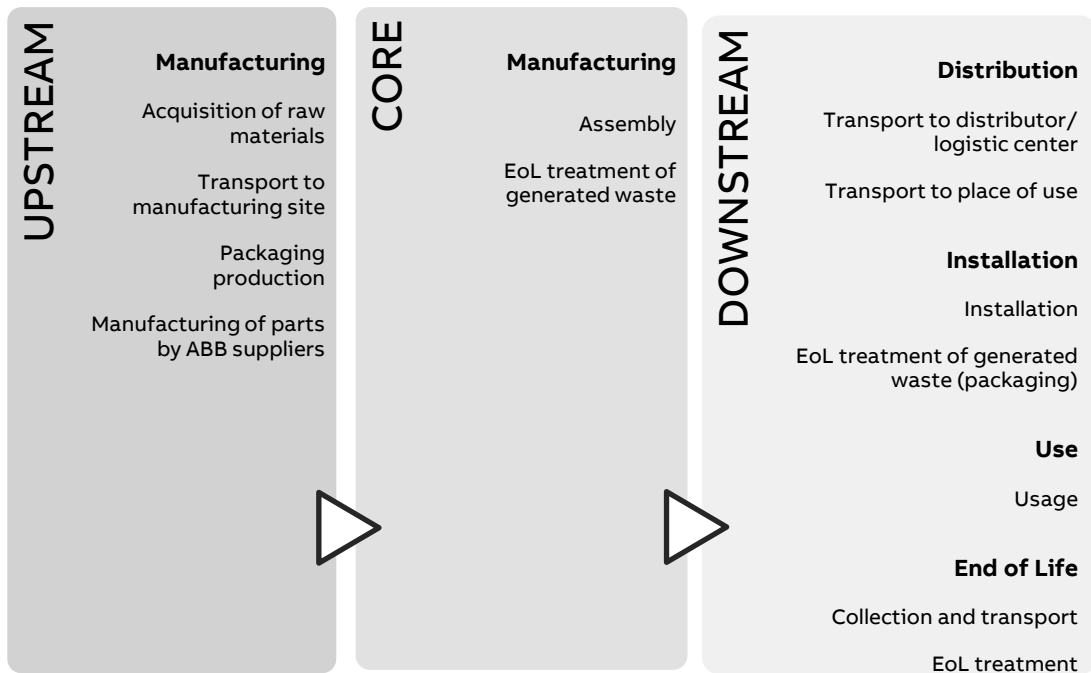 UPSTREAM
Manufacturing
Acquisition of raw
materials
Transport to
manufacturing site
Packaging
production
Manufacturing of parts
by ABB suppliers
CORE
Manufacturing
Assembly
EoL treatment of
generated waste
DOWNSTREAM
Distribution
Transport to distributor/
logistic center
Transport to place of use
Installation
Installation
EoL treatment of generated
waste (packaging)
Use
Usage
End of Life
Collection and transport
EoL treatment